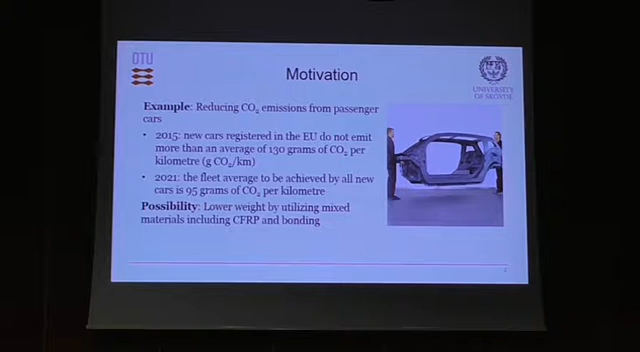 DTU
Motivation
UNIVERSITY
OF SKÖVDE
Example: Reducing CO₂ emissions from passenger
cars
• 2015: new cars registered in the EU do not emit
more than an average of 130 grams of CO₂ per
kilometre (g CO₂/km)
• 2021: the fleet average to be achieved by all new
cars is 95 grams of CO₂ per kilometre
Possibility: Lower weight by utilizing mixed
materials including CFRP and bonding
2